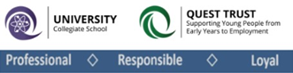 UNIVERSITY
Collegiate School
QUEST TRUST
Supporting Young People from
Early Years to Employment
Professional ◇ Responsible ◇ Loyal